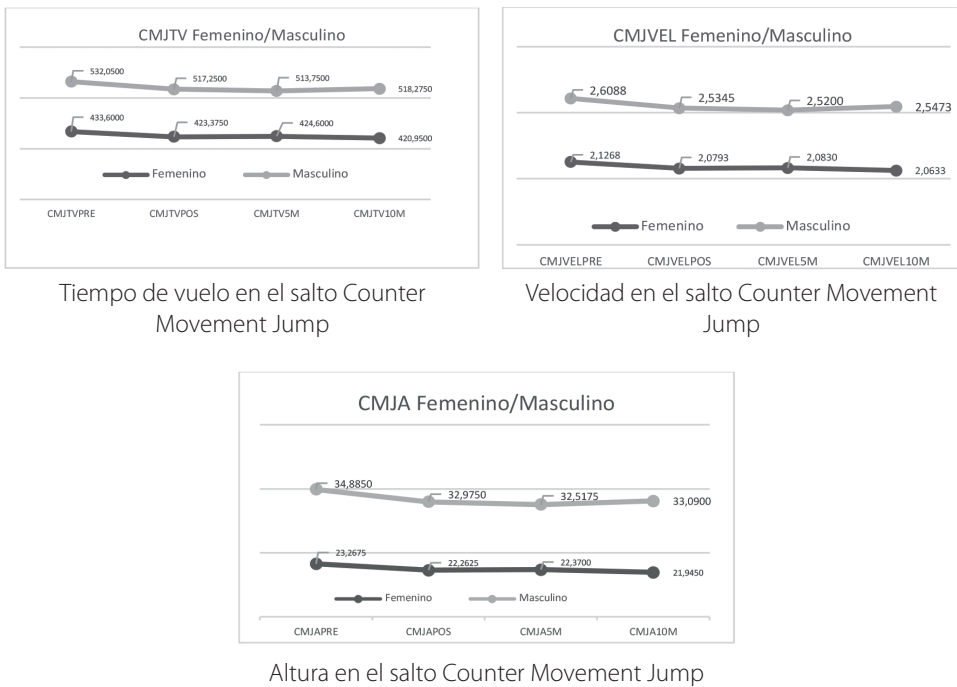 CMJTV Femenino/Masculino
532,0500
517,2500
513,7500
518,2750
433,6000
423,3750
424,6000
420,9500
Femenino
Masculino
CMJTVPRE
CMJTVPOS
CMJTV5M
CMJTV10M
Tiempo de vuelo en el salto Counter
Movement Jump
CMJVEL Femenino/Masculino
2,6088
2,5345
2,5200
2,5473
2,1268
2,0793
2,0830
2,0633
Femenino
Masculino
CMJVELPRE
CMJVELPOS
CMJVEL5M
CMJVEL10M
Velocidad en el salto Counter Movement
Jump
CMJA Femenino/Masculino
34,8850
32,9750
32,5175
33,0900
23,2675
22,2625
22,3700
21,9450
Femenino
Masculino
CMJAPRE
CMJAPOS
CMJA5M
CMJA10M
Altura en el salto Counter Movement Jump